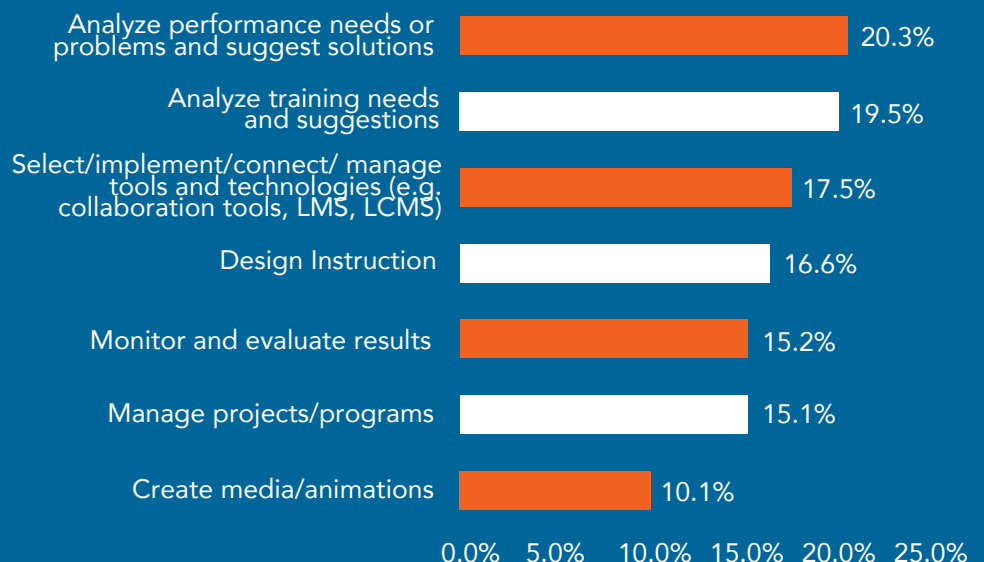 Analyze performance needs or
problems and suggest solutions
20.3%
Analyze training needs
and suggestions
19.5%
Select/implement/connect/ manage
tools and technologies (e.g.
collaboration tools, LMS, LCMS)
17.5%
Design Instruction
16.6%
Monitor and evaluate results
15.2%
Manage projects/programs
15.1%
Create media/animations
10.1%
0.0% 5.0% 10.0% 15.0% 20.0% 25.0%